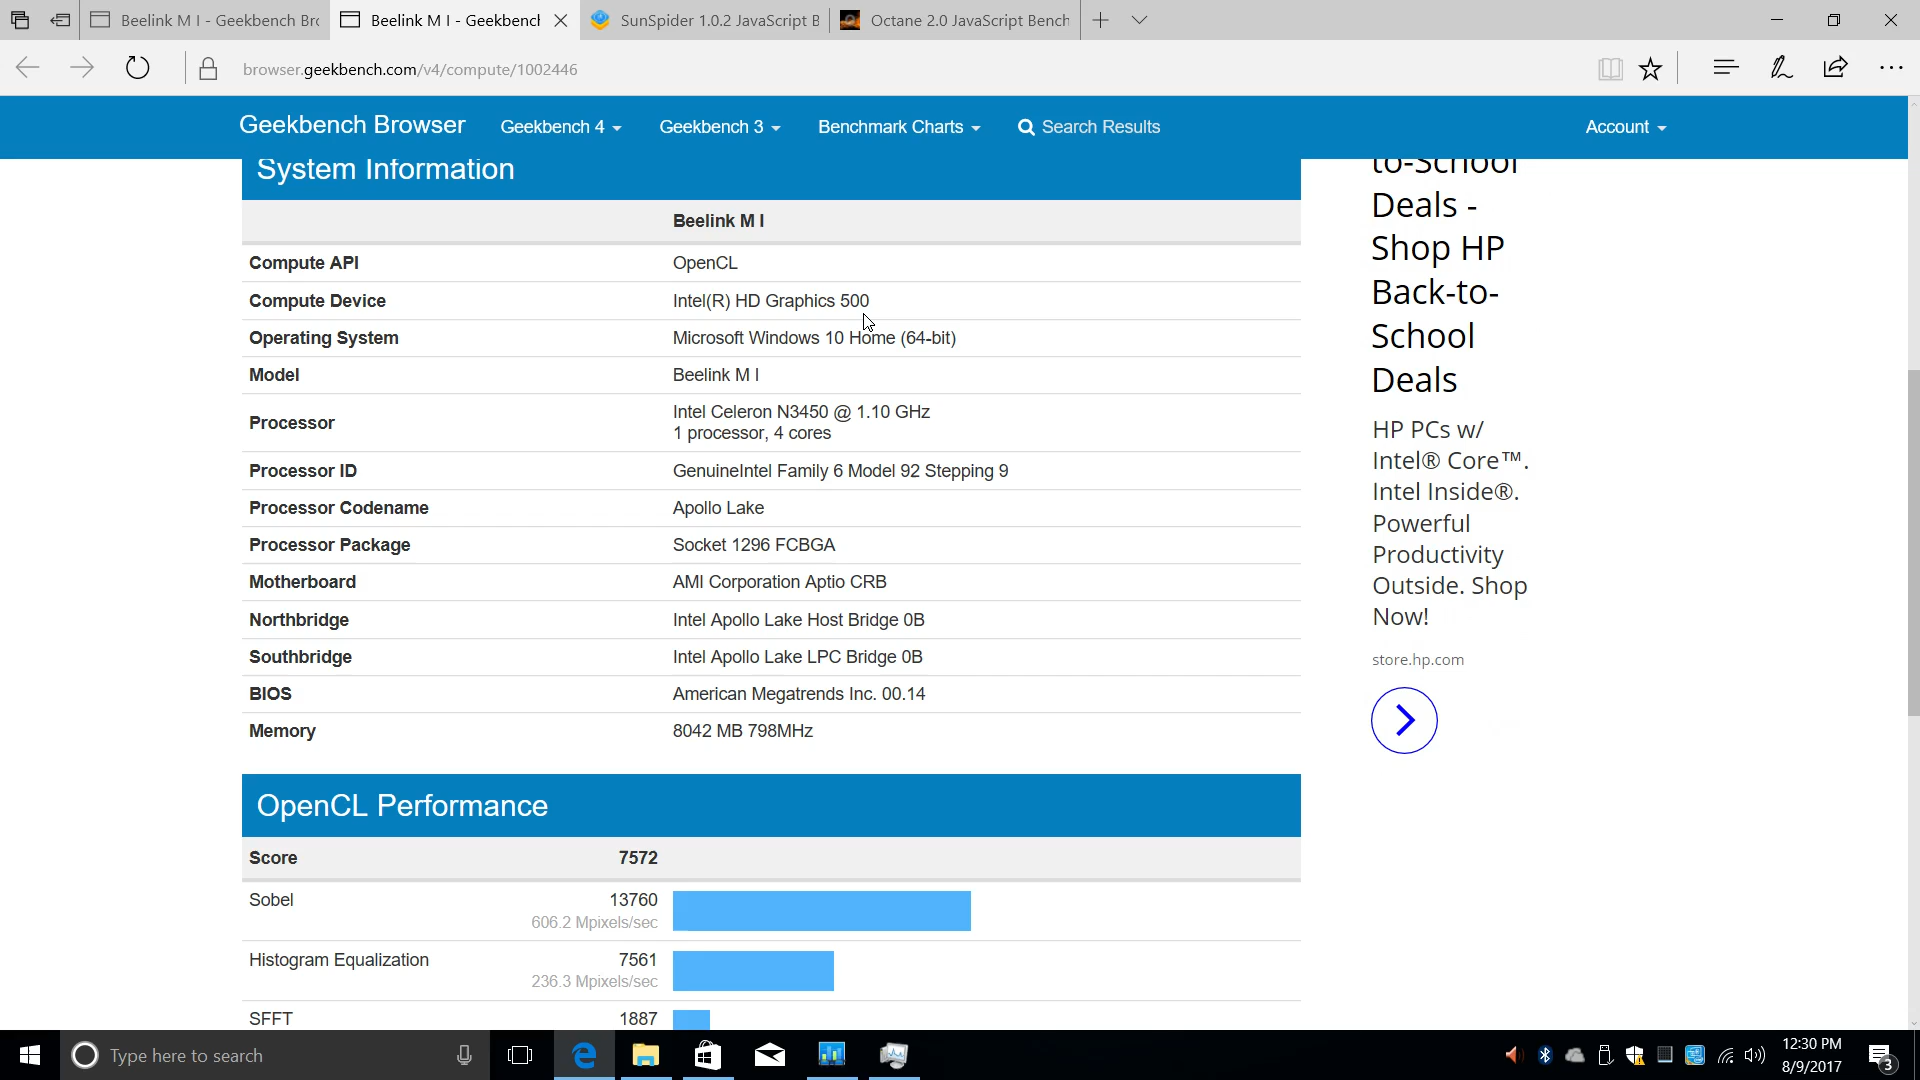 Beelink M I - Geekbench Brc
Beelink M I - Geekbencl
SunSpider 1.0.2 JavaScript B
Octane 2.0 JavaScript Bench
browser.geekbench.com/v4/compute/1002446
Geekbench Browser
Geekbench 4
Geekbench 3
Benchmark Charts
Search Results
Account
System Information
Beelink M I
Compute API OpenCL
Compute Device Intel(R) HD Graphics 500
Operating System Microsoft Windows 10 Home (64-bit)
Model Beelink M I
Processor Intel Celeron N3450 @ 1.10 GHz
1 processor, 4 cores
Processor ID GenuineIntel Family 6 Model 92 Stepping 9
Processor Codename Apollo Lake
Processor Package Socket 1296 FCBGA
Motherboard AMI Corporation Aptio CRB
Northbridge Intel Apollo Lake Host Bridge 0B
Southbridge Intel Apollo Lake LPC Bridge 0B
BIOS American Megatrends Inc. 00.14
Memory 8042 MB 798MHz
OpenCL Performance
Score 7572
Sobel 13760
606.2 Mpixels/sec
Histogram Equalization 7561
236.3 Mpixels/sec
SFFT 1887
to-School
Deals -
Shop HP
Back-to-
School
Deals
HP PCs w/
Intel® Core™.
Intel Inside®.
Powerful
Productivity
Outside. Shop
Now!
store.hp.com
Type here to search
12:30 PM
8/9/2017
3